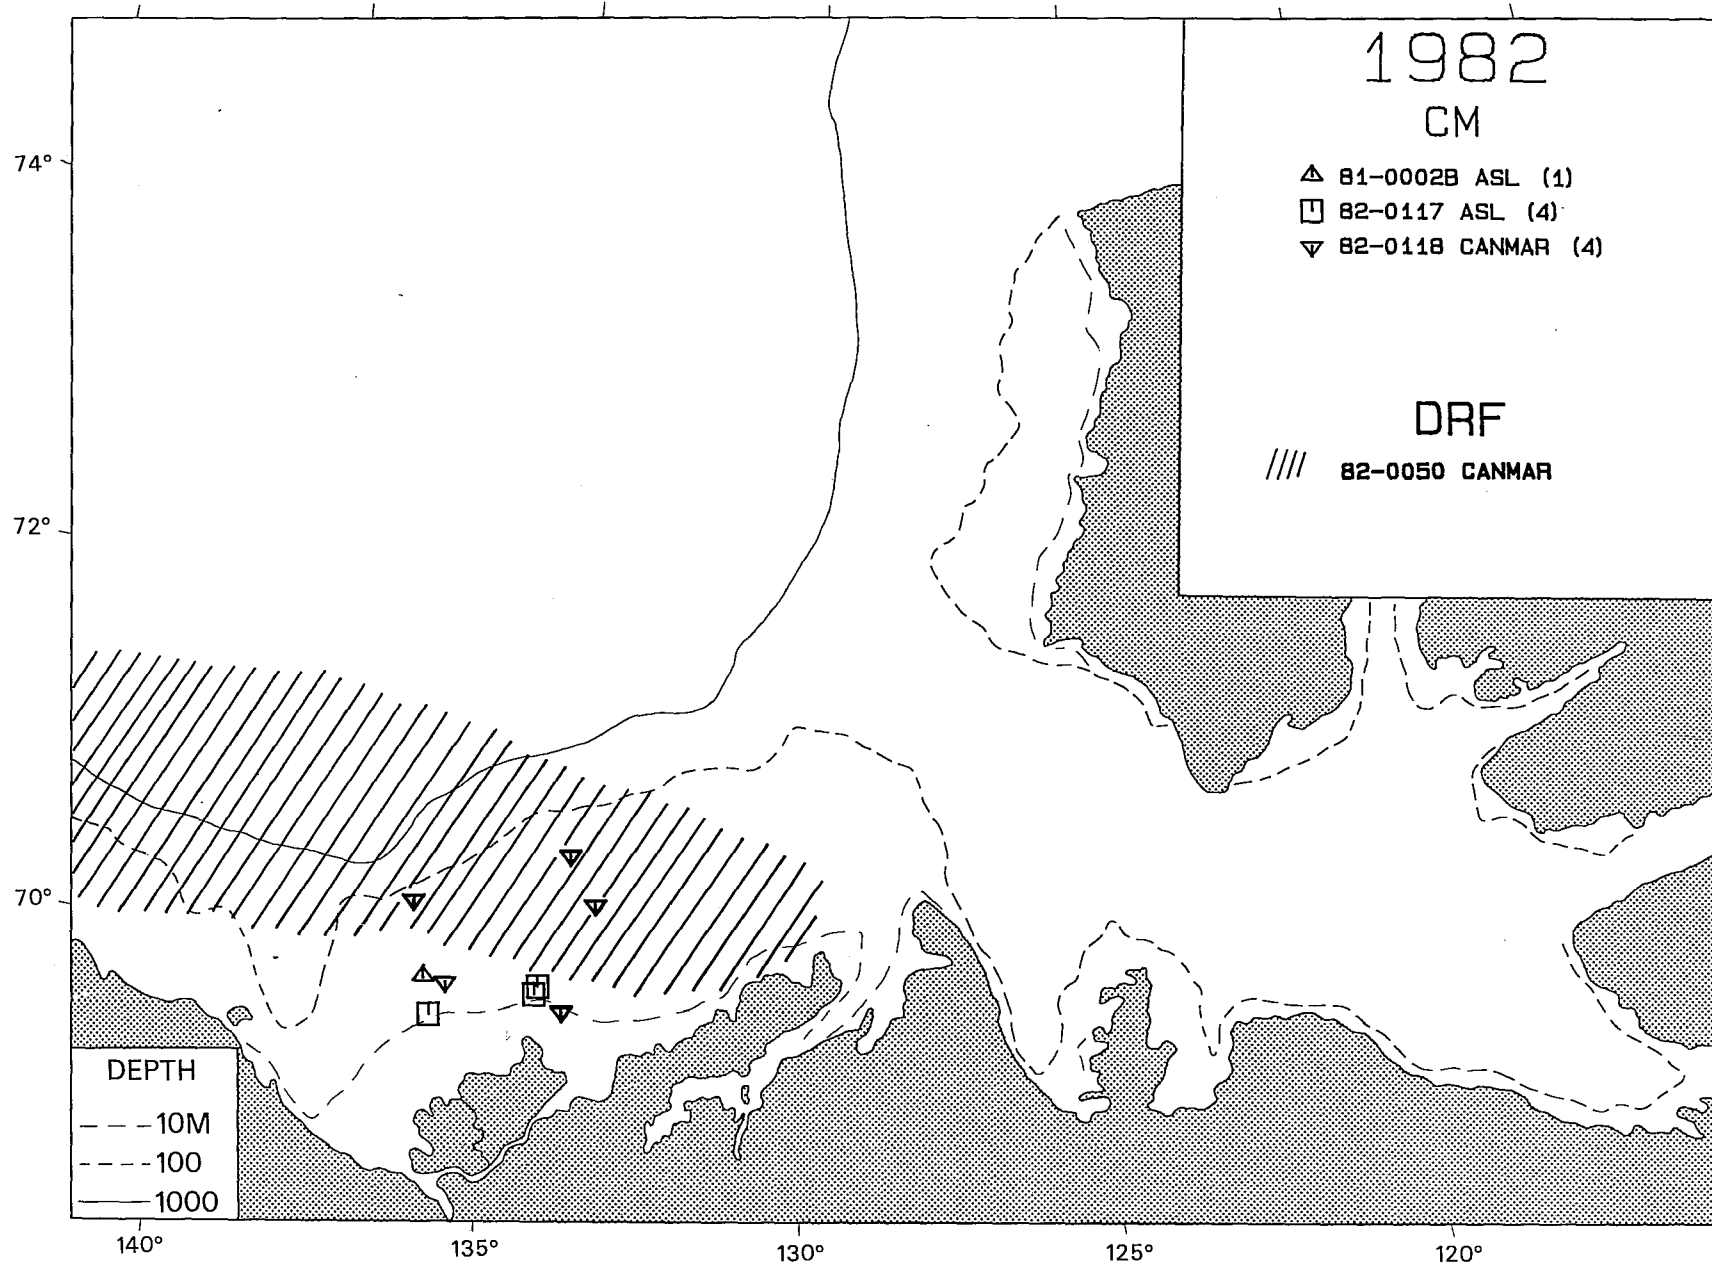 1982
CM
81-0002B ASL (1)
82-0117 ASL (4)
82-0118 CANMAR (4)
DRF
82-0050 CANMAR
74°
72°
70°
DEPTH
10M
100
1000
140°
135°
130°
125°
120°